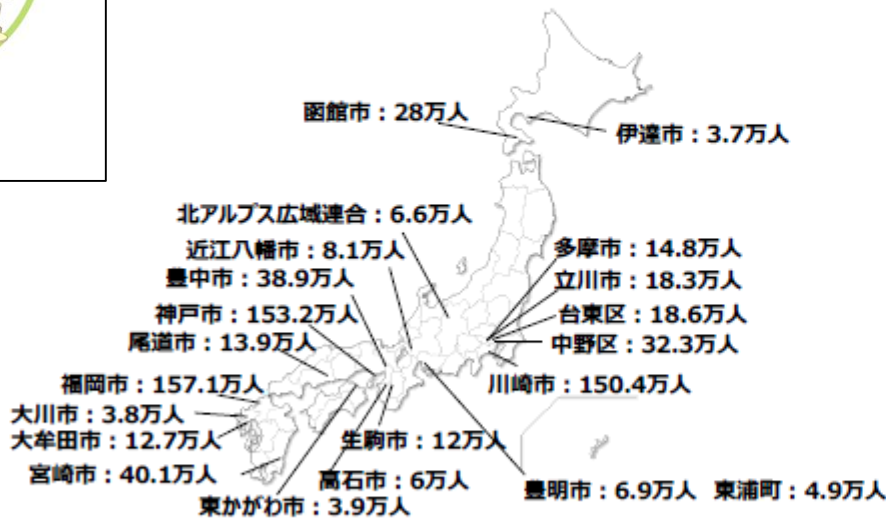 函館市：28万人
伊達市：3.7万人
北アルプス広域連合：6.6万人
近江八幡市：8.1万人
豊中市：38.9万人
神戸市：153.2万人
尾道市：13.9万人
福岡市：157.1万人
大川市：3.8万人
大牟田市：12.7万人
宮崎市：40.1万人
東かがわ市：3.9万人
高石市：6万人
生駒市：12万人
多摩市：14.8万人
立川市：18.3万人
台東区：18.6万人
中野区：32.3万人
川崎市：150.4万人
豊明市：6.9万人 東浦町：4.9万人